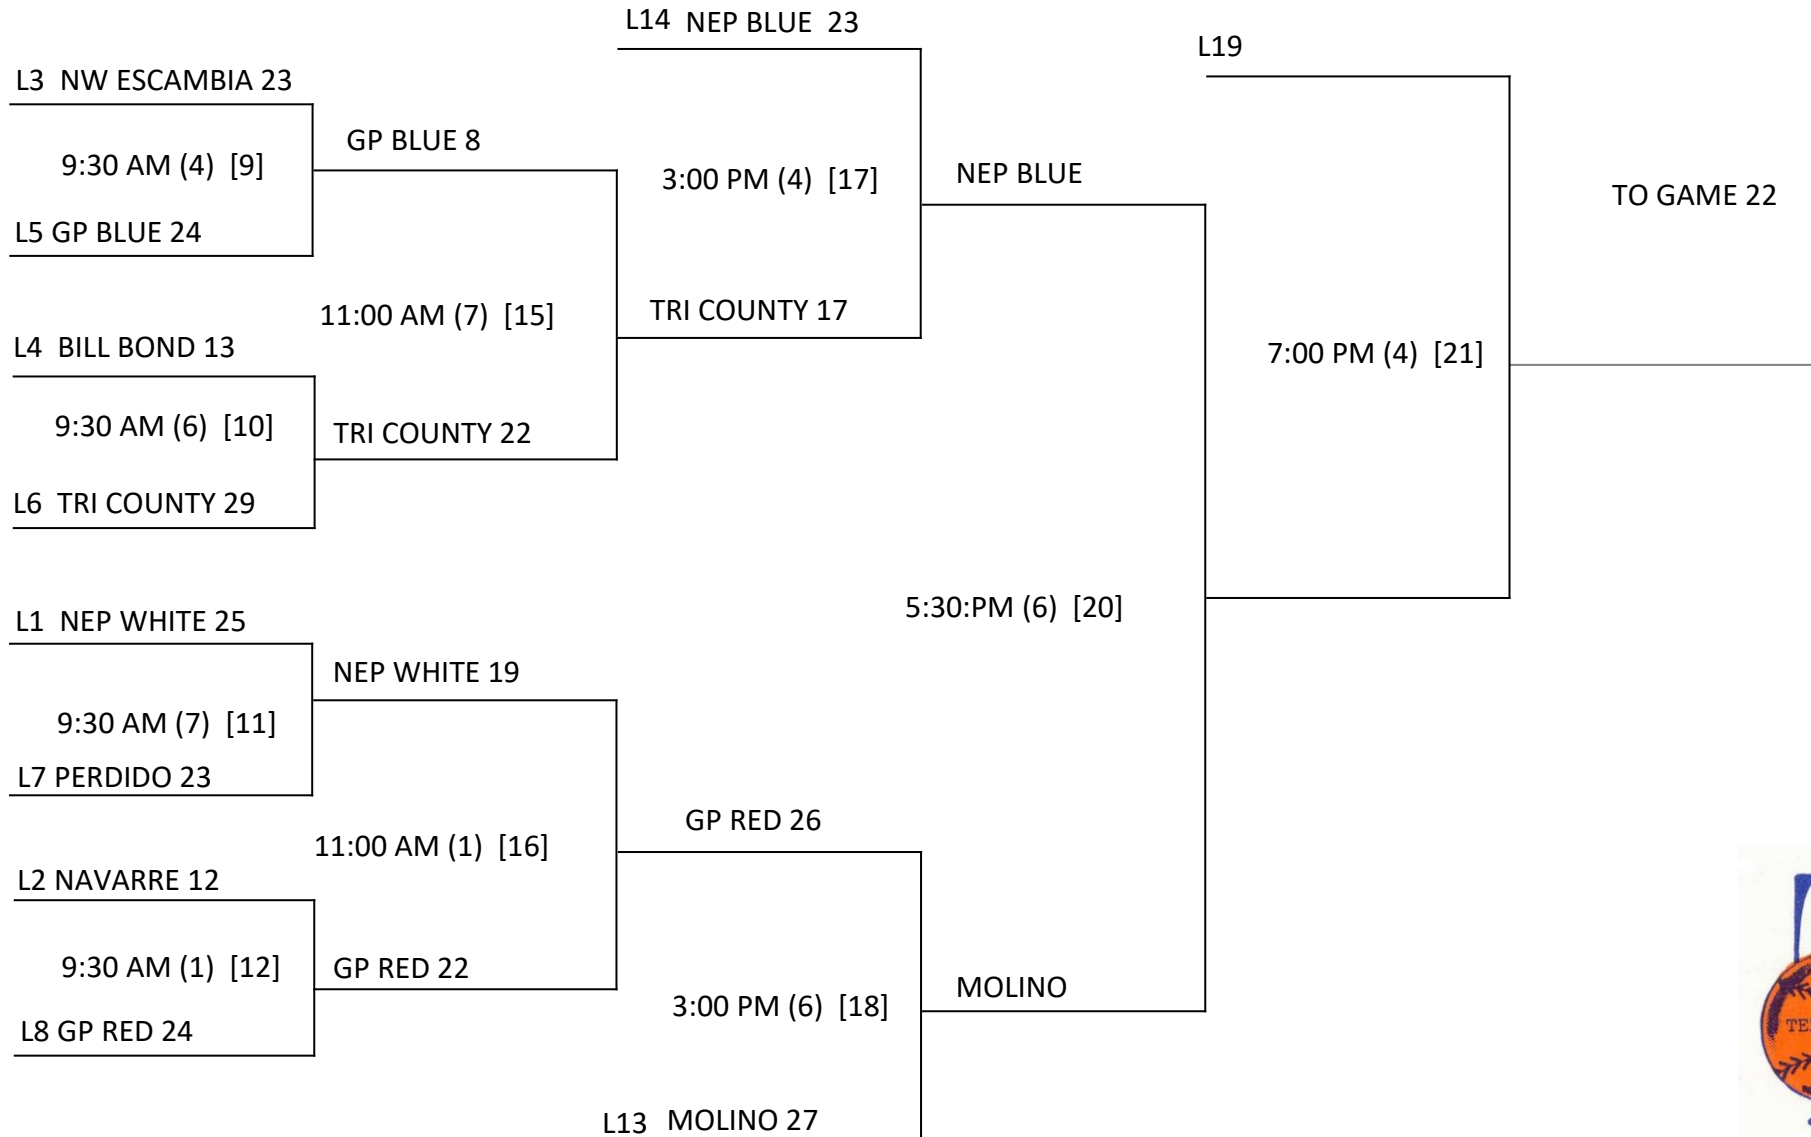 L14 NEP BLUE 23
L19
L3 NW ESCAMBIA 23
GP BLUE 8
9:30 AM (4) [9]
3:00 PM (4) [17]
NEP BLUE
TO GAME 22
L5 GP BLUE 24
11:00 AM (7) [15]
TRI COUNTY 17
L4 BILL BOND 13
7:00 PM (4) [21]
9:30 AM (6) [10]
TRI COUNTY 22
L6 TRI COUNTY 29
5:30:PM (6) [20]
L1 NEP WHITE 25
NEP WHITE 19
9:30 AM (7) [11]
L7 PERDIDO 23
GP RED 26
11:00 AM (1) [16]
L2 NAVARRE 12
9:30 AM (1) [12]
GP RED 22
MOLINO
3:00 PM (6) [18]
L8 GP RED 24
L13 MOLINO 27